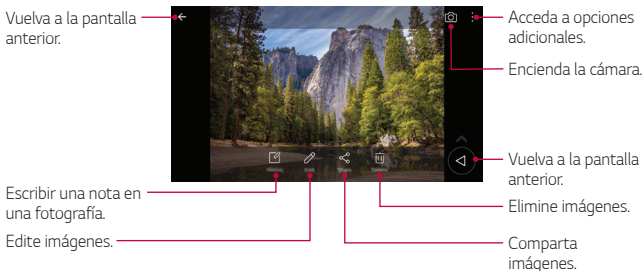 Vuelva a la pantalla
anterior.
Acceda a opciones
adicionales.
Encienda la cámara.
Vuelva a la pantalla
anterior.
Escribir una nota en
una fotografía.
Elimine imágenes.
Edite imágenes.
Comparta
imágenes.